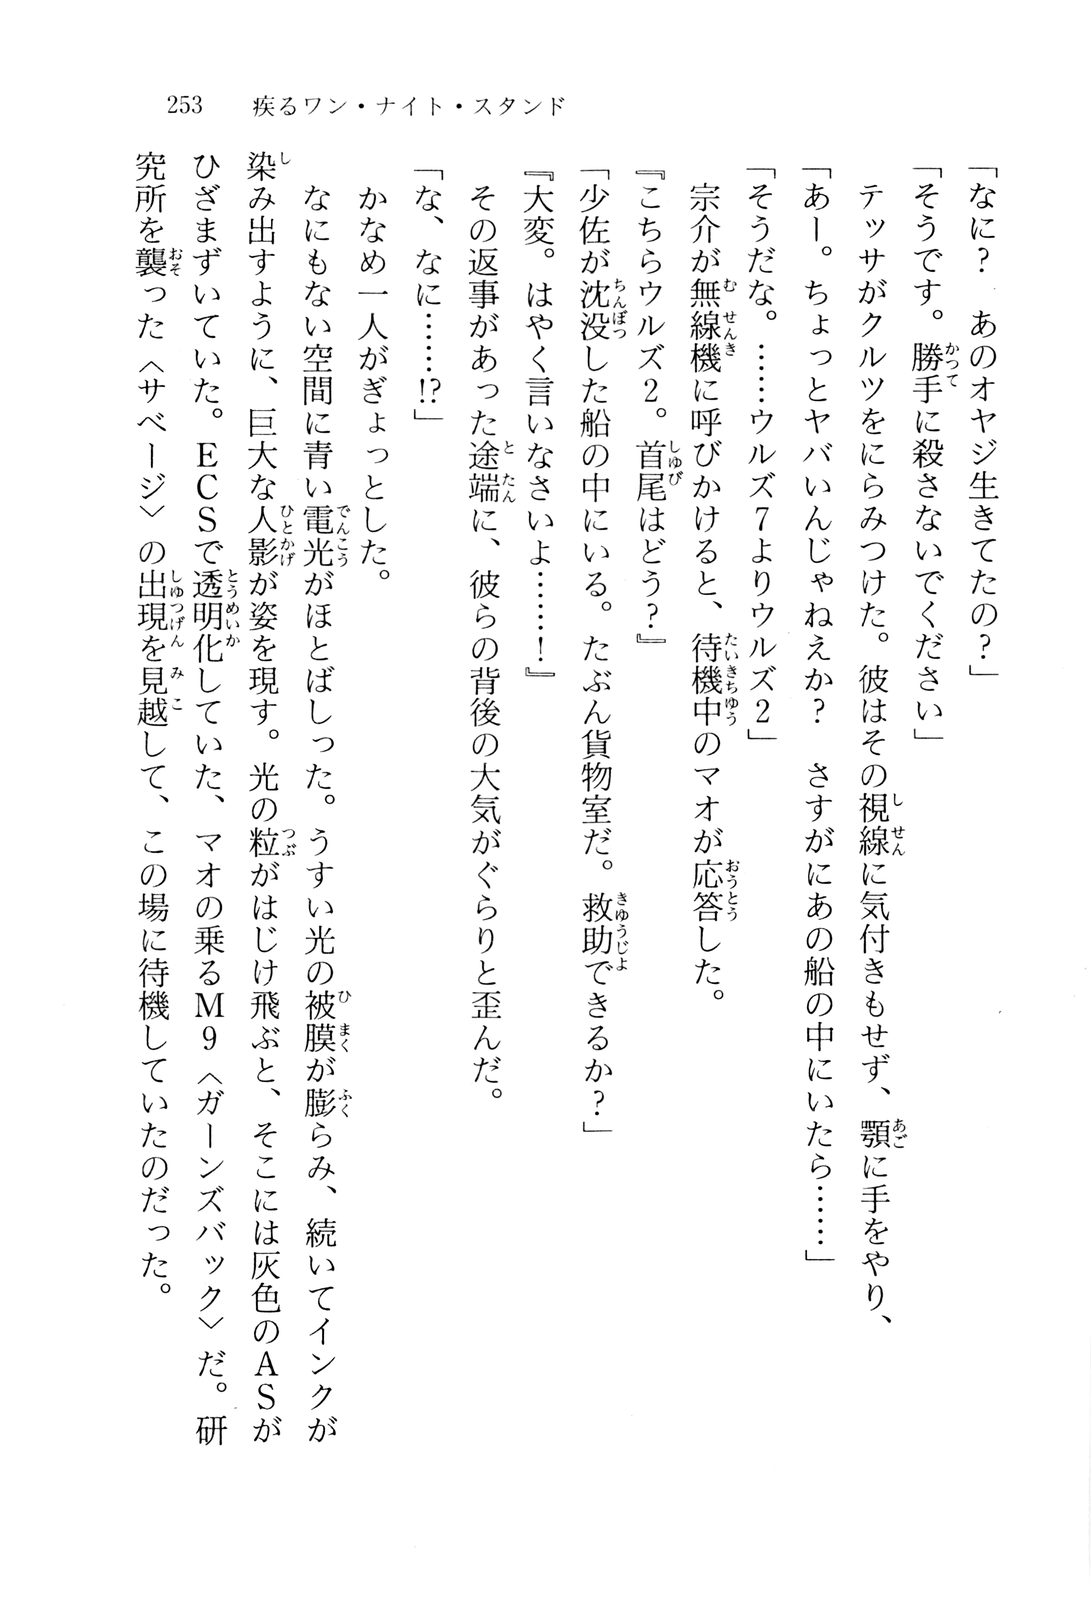 253　疾るワン・ナイト・スタンド
「なに？　あのオヤジ生きてたの？」
「そうです。勝手に殺さないでください」
　テッサがクルツをにらみつけた。彼はその視線に気付きもせず、顎に手をやり、
「あー。ちょっとヤバいんじゃねえか？　さすがにあの船の中にいたら……」
「そうだな。……ウルズ７よりウルズ２」
　宗介が無線機に呼びかけると、待機中のマオが応答した。
『こちらウルズ２。首尾はどう？』
「少佐が沈没した船の中にいる。たぶん貨物室だ。救助できるか？」
『大変。はやく言いなさいよ……！』
　その返事があった途端に、彼らの背後の大気がぐらりと歪んだ。
「な、なに……!?」
　かなめ一人がぎょっとした。
　なにもない空間に青い電光がほとばしった。うすい光の被膜が膨らみ、続いてインクが
染み出すように、巨大な人影が姿を現す。光の粒がはじけ飛ぶと、そこには灰色のＡＳが
ひざまずいていた。ＥＣＳで透明化していた、マオの乗るＭ９〈ガーンズバック〉だ。研
究所を襲った〈サベージ〉の出現を見越して、この場に待機していたのだった。